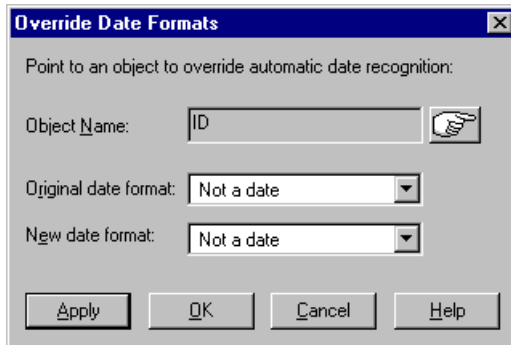 Override Date Formats
Point to an object to override automatic date recognition:
Object Name: ID
Original date format: Not a date
New date format: Not a date
Apply OK Cancel Help